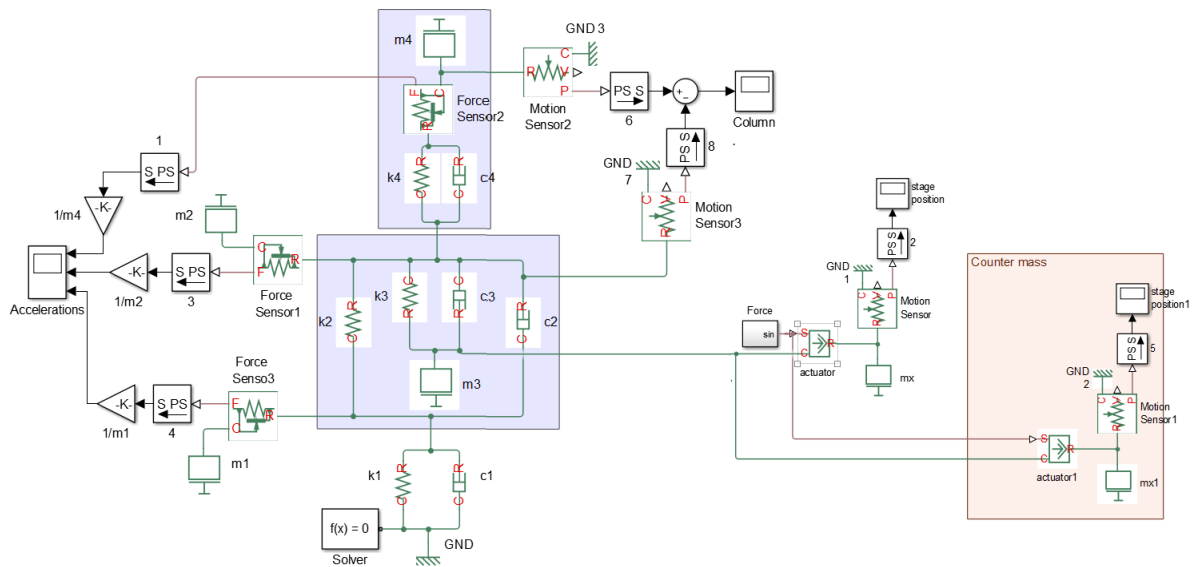 m4
GND 3
C
R
V
P
Motion
Sensor2
PS S
6
+
-
Column
F
C
R
Force
Sensor2
PS S
8
1
S PS
k4
R
C
c4
R
C
GND
7
C
V
P
R
Motion
Sensor3
stage
position
1/m4
-K-
m2
PS S
2
Counter mass
GND
1
C
V
P
R
Motion
Sensor
stage
position1
Accelerations
-K-
1/m2
S PS
3
C
F
R
Force
Sensor1
k3
C
R
c3
C
R
k2
R
C
c2
R
C
m3
Force
sin
S
C
R
actuator
mx
PS S
5
GND
2
C
V
P
R
Motion
Sensor1
Force
Senso3
-K-
1/m1
S PS
4
F
C
R
m1
S
C
R
actuator1
mx1
k1
R
C
c1
R
C
f(x) = 0
Solver
GND